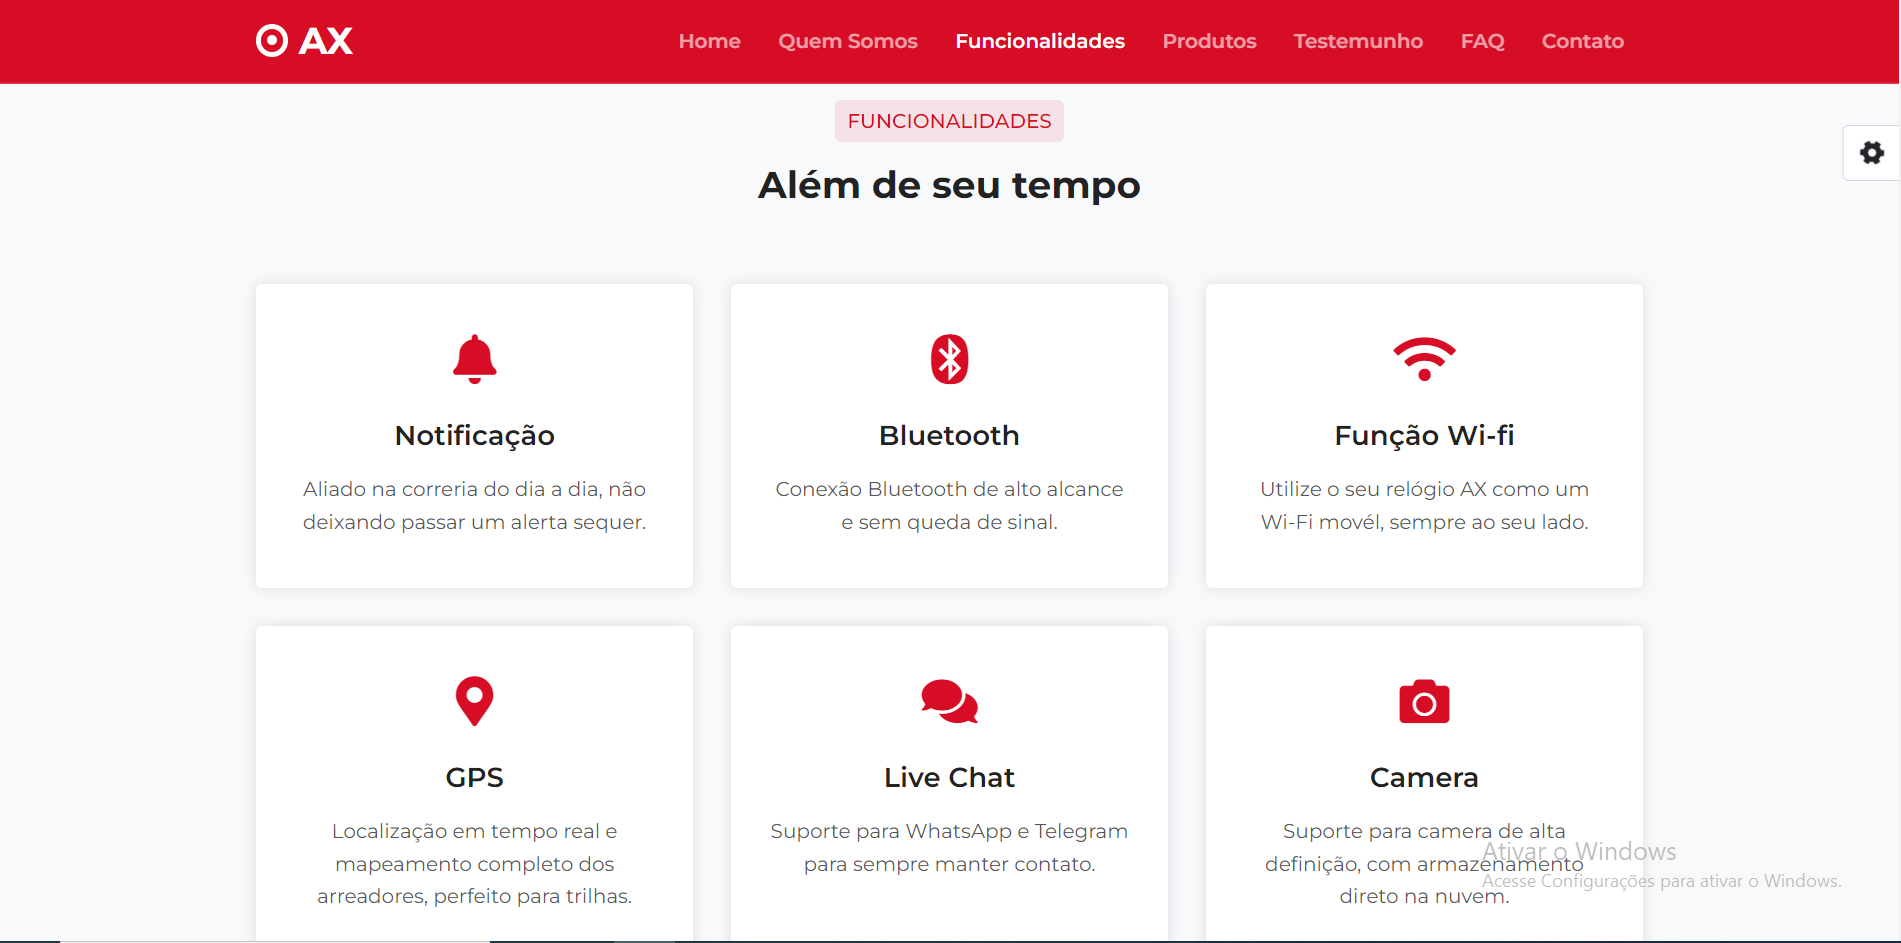 AX
Home Quem Somos Funcionalidades Produtos Testemunho FAQ Contato
FUNCIONALIDADES
Além de seu tempo
Notificação
Aliado na correria do dia a dia, não
deixando passar um alerta sequer.
Bluetooth
Conexão Bluetooth de alto alcance
e sem queda de sinal.
Função Wi-fi
Utilize o seu relógio AX como um
Wi-Fi movél, sempre ao seu lado.
GPS
Localização em tempo real e
mapeamento completo dos
arreadores, perfeito para trilhas.
Live Chat
Suporte para WhatsApp e Telegram
para sempre manter contato.
Camera
Suporte para camera de alta
definição, com armazenamento
direto na nuvem.
Ativar o Windows
Acesse Configurações para ativar o Windows.